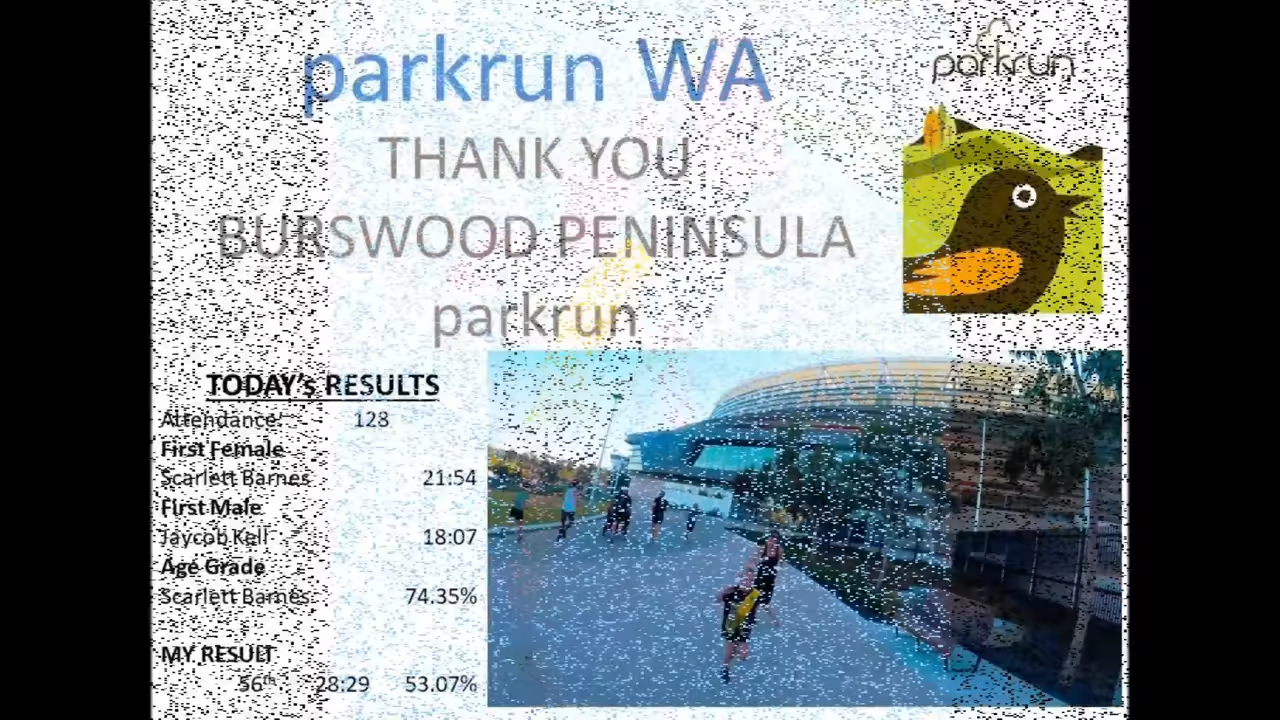 parkrun WA
parkrun
THANK YOU
BURSWOOD PENINSULA
parkrun
TODAY's RESULTS
Attendance: 128
First Female
Scarlett Barnes 21:54
First Male
Jaycob Kell 18:07
Age Grade
Scarlett Barnes 74.35%
MY RESULT
56th 28:29 53.07%